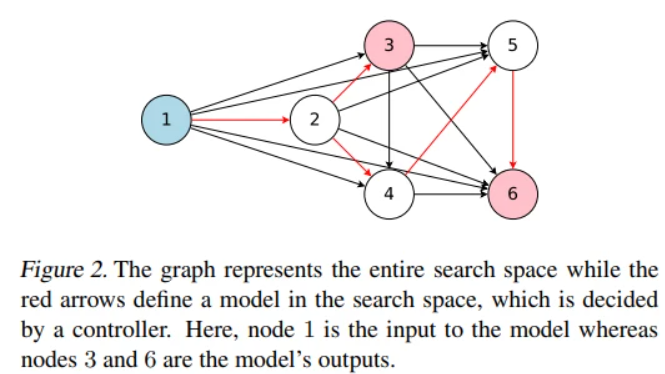 3
5
1
2
4
6
Figure 2. The graph represents the entire search space while the
red arrows define a model in the search space, which is decided
by a controller. Here, node 1 is the input to the model whereas
nodes 3 and 6 are the model's outputs.